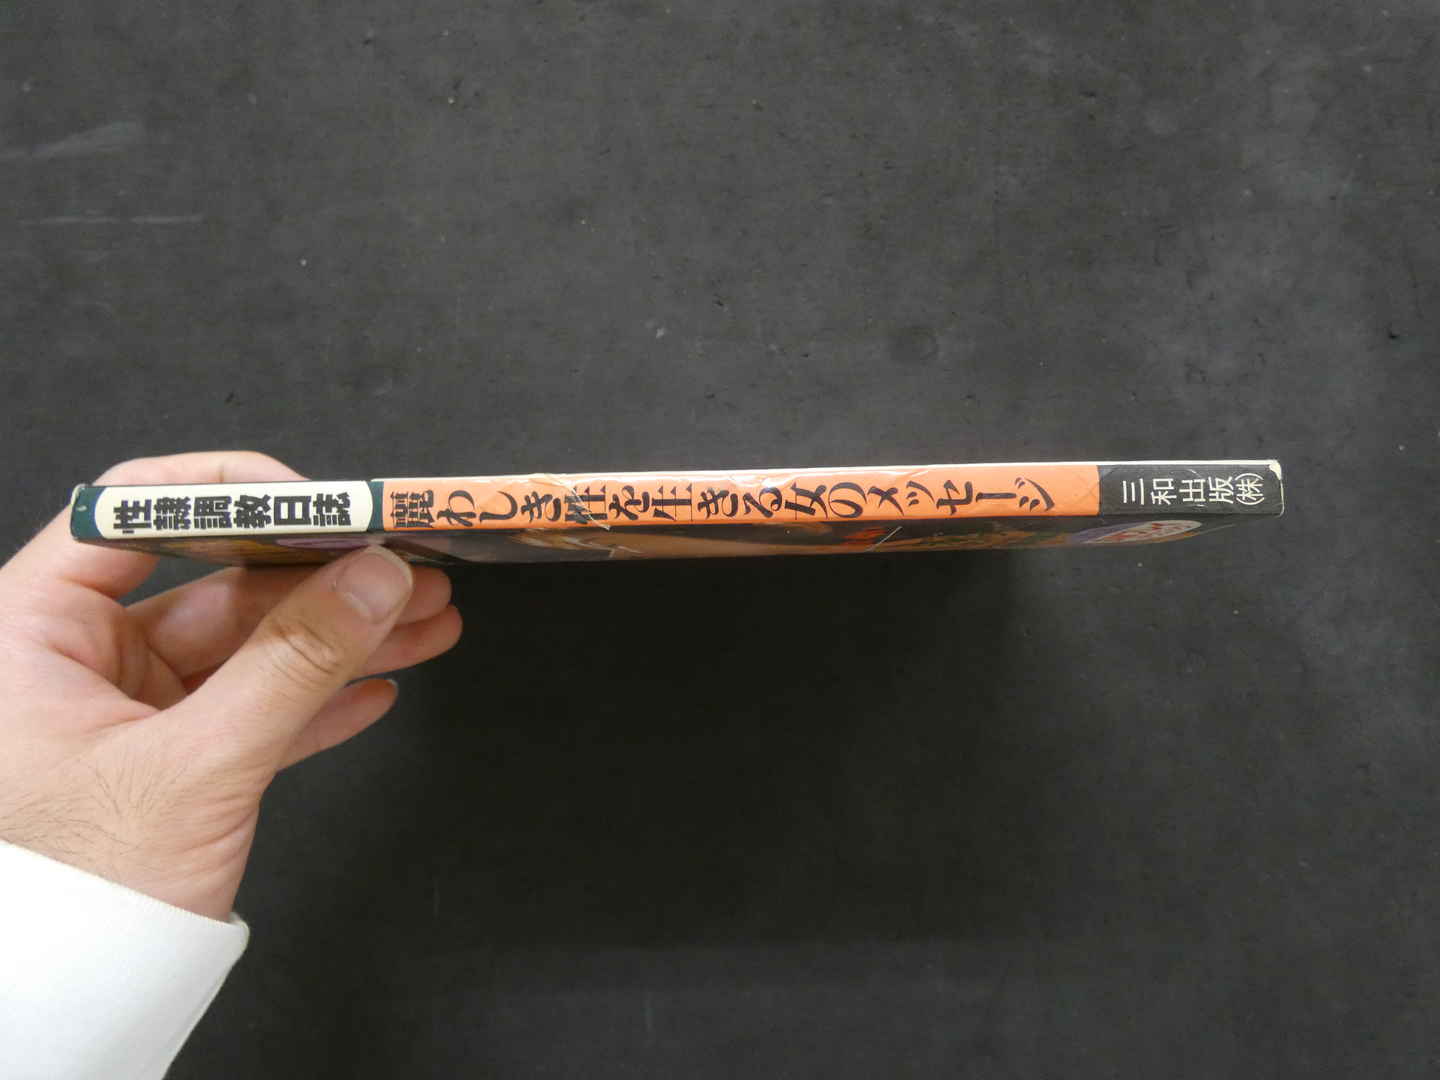 性隷調教日誌
麗わしき性を生きる女のメッセージ
三和出版㈱